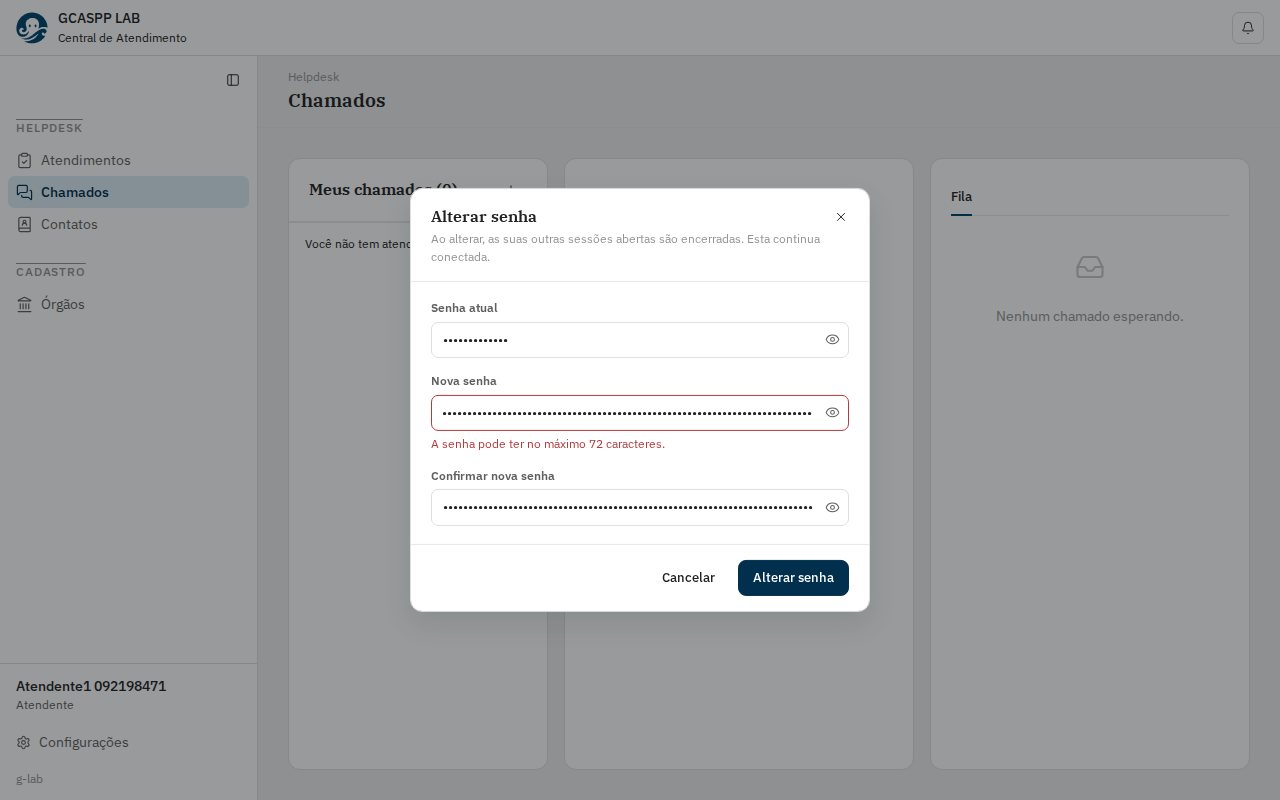 GCASPP LAB
Central de Atendimento
HELPDESK
Atendimentos
Chamados
Contatos
CADASTRO
Órgãos
Atendente1 092198471
Atendente
Configurações
g-lab
Helpdesk
Chamados
Meus chamados (0)
Você não tem
Fila
Nenhum chamado esperando.
Alterar senha
Ao alterar, as suas outras sessões abertas são encerradas. Esta continua
conectada.
Senha atual
Nova senha
A senha pode ter no máximo 72 caracteres.
Confirmar nova senha
Cancelar
Alterar senha